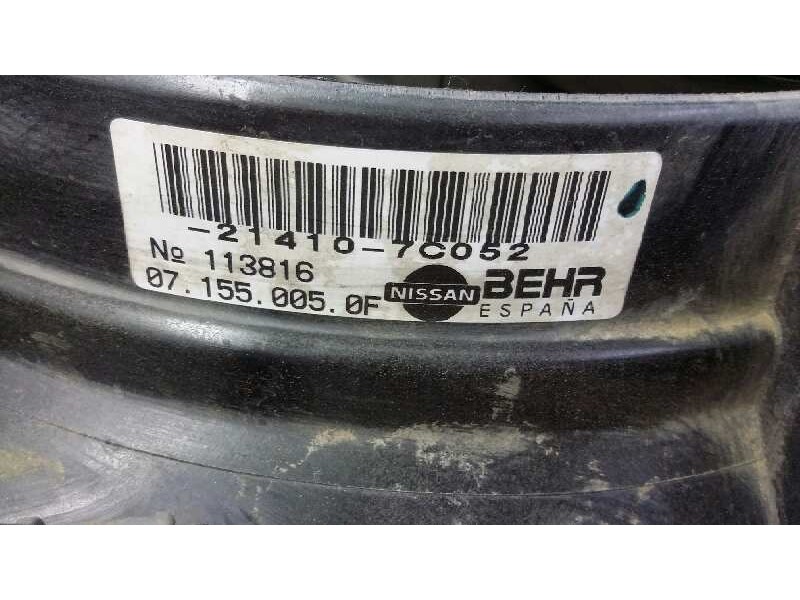 -21410-7C052
Nº 113816
07.155.005.0F
NISSAN
BEHR
ESPAÑA